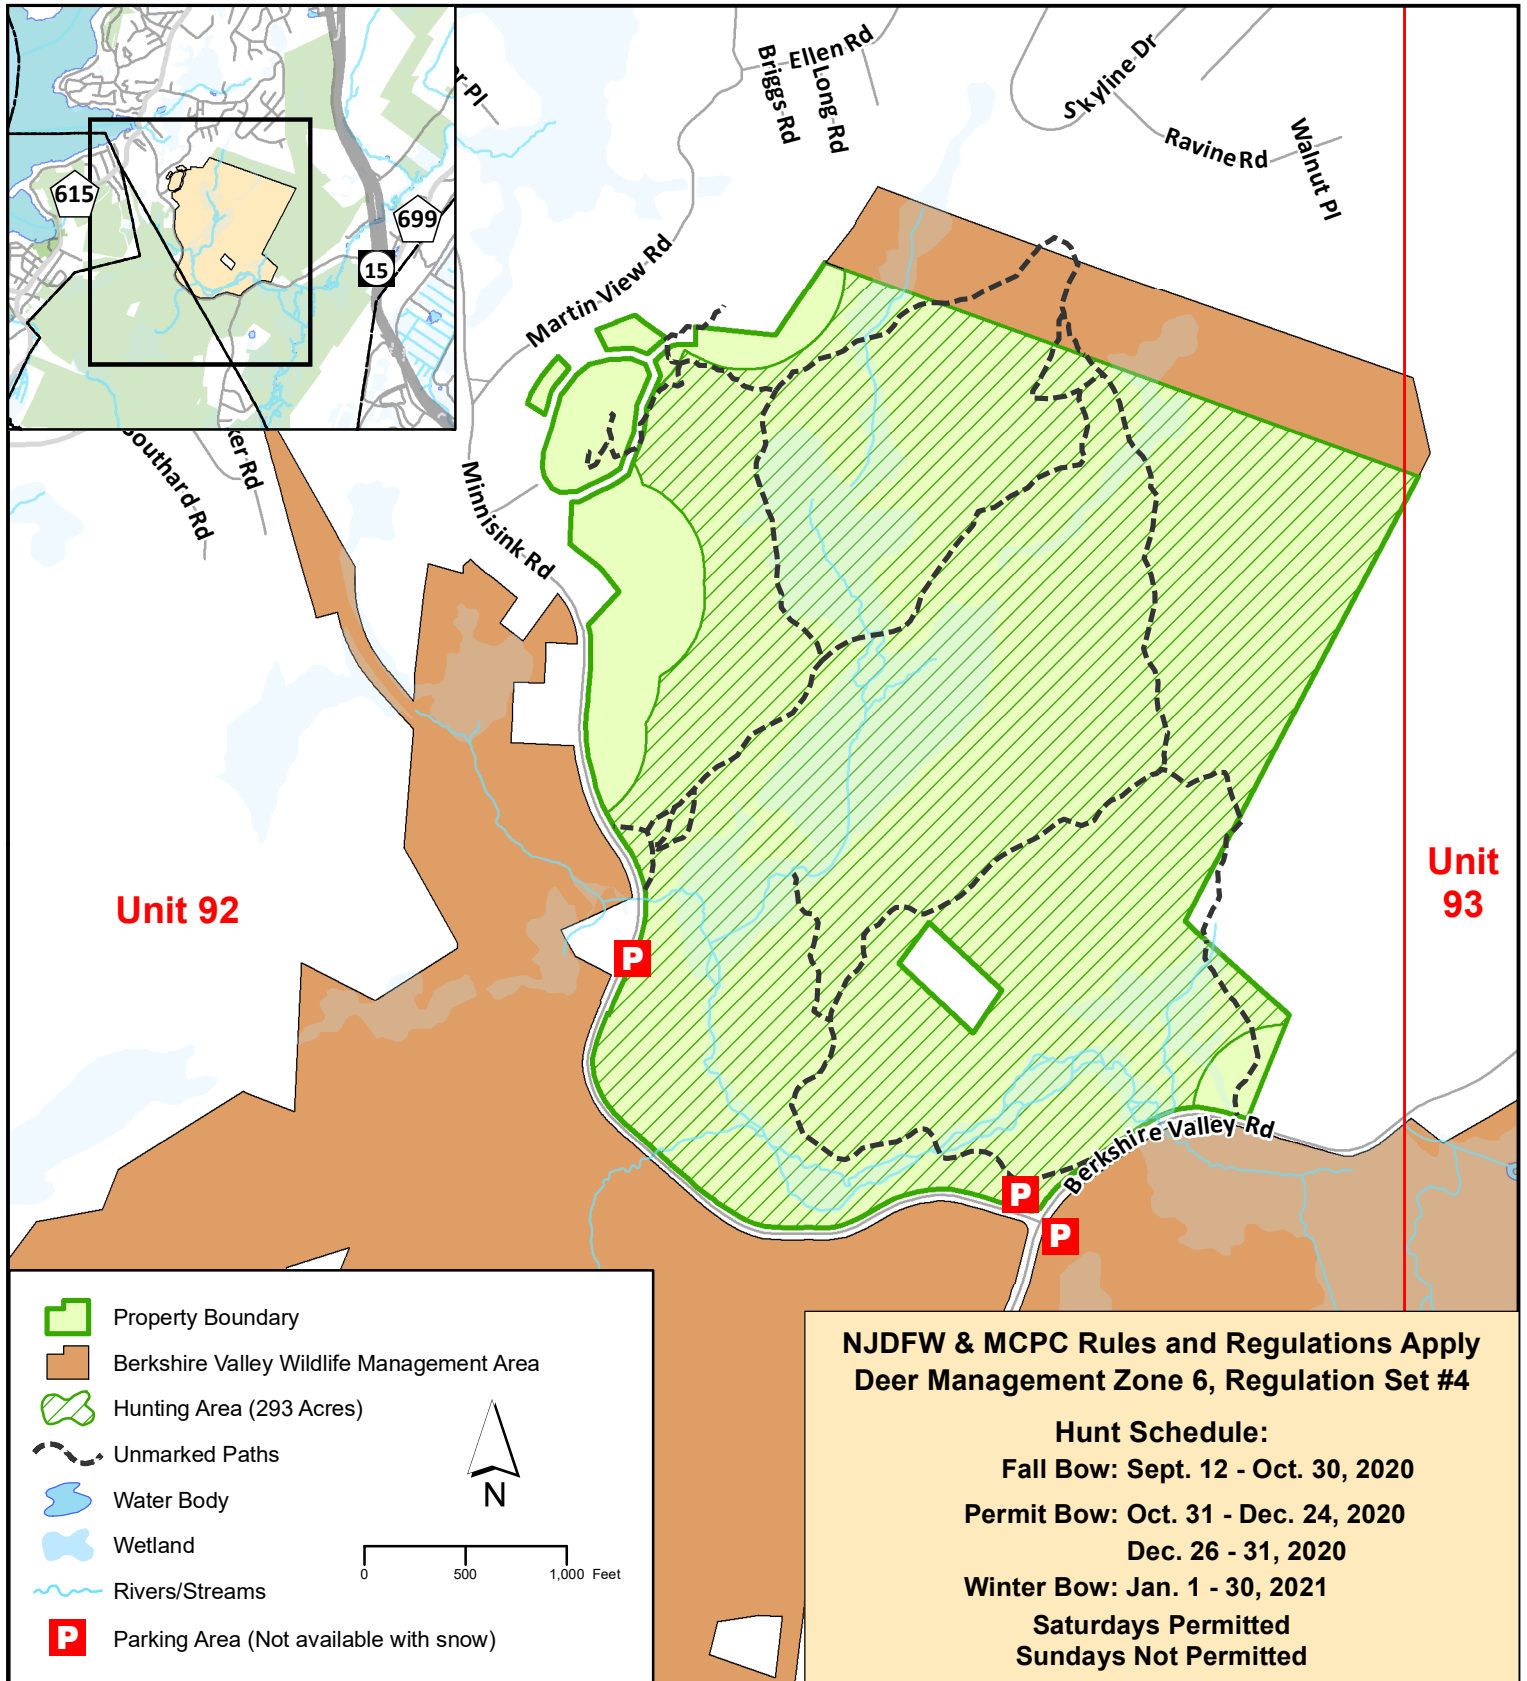 615
699
15
Ellen Rd
Briggs Rd
Long Rd
Skyline Dr
Ravine Rd
Walnut Pl
Pl
Martin View Rd
Southard Rd
Rd
Minnisink Rd
Unit 92
Unit
93
P
P
P
Berkshire Valley Rd
Property Boundary
Berkshire Valley Wildlife Management Area
Hunting Area (293 Acres)
Unmarked Paths
Water Body
Wetland
Rivers/Streams
P Parking Area (Not available with snow)
N
0 500 1,000 Feet
NJDFW & MCPC Rules and Regulations Apply
Deer Management Zone 6, Regulation Set #4
Hunt Schedule:
Fall Bow: Sept. 12 - Oct. 30, 2020
Permit Bow: Oct. 31 - Dec. 24, 2020
Dec. 26 - 31, 2020
Winter Bow: Jan. 1 - 30, 2021
Saturdays Permitted
Sundays Not Permitted